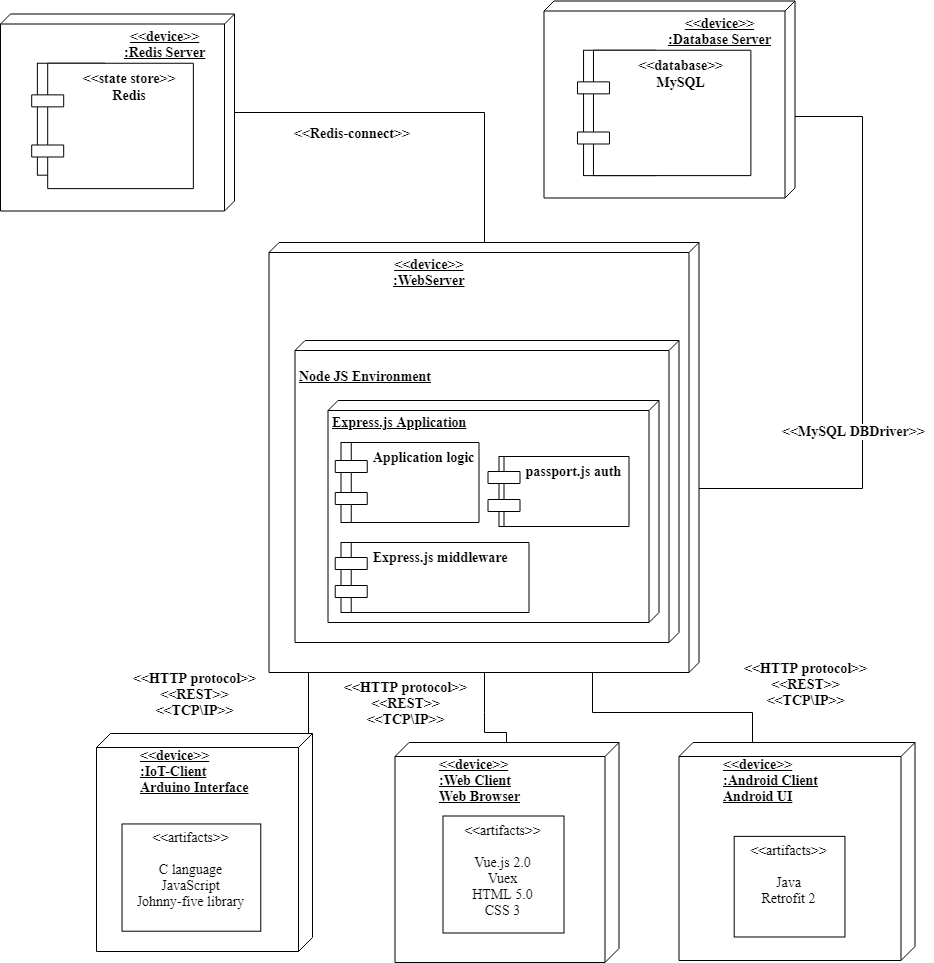 <<device>>
:Redis Server
<<state store>>
Redis
<<device>>
:Database Server
<<database>>
MySQL
<<Redis-connect>>
<<device>>
:WebServer
Node JS Environment
Express.js Application
Application logic
passport.js auth
Express.js middleware
<<MySQL DBDriver>>
<<HTTP protocol>>
<<REST>>
<<TCP\IP>>
<<HTTP protocol>>
<<REST>>
<<TCP\IP>>
<<HTTP protocol>>
<<REST>>
<<TCP\IP>>
<<device>>
:IoT-Client
Arduino Interface
<<artifacts>>
C language
JavaScript
Johnny-five library
<<device>>
:Web Client
Web Browser
<<artifacts>>
Vue.js 2.0
Vuex
HTML 5.0
CSS 3
<<device>>
:Android Client
Android UI
<<artifacts>>
Java
Retrofit 2